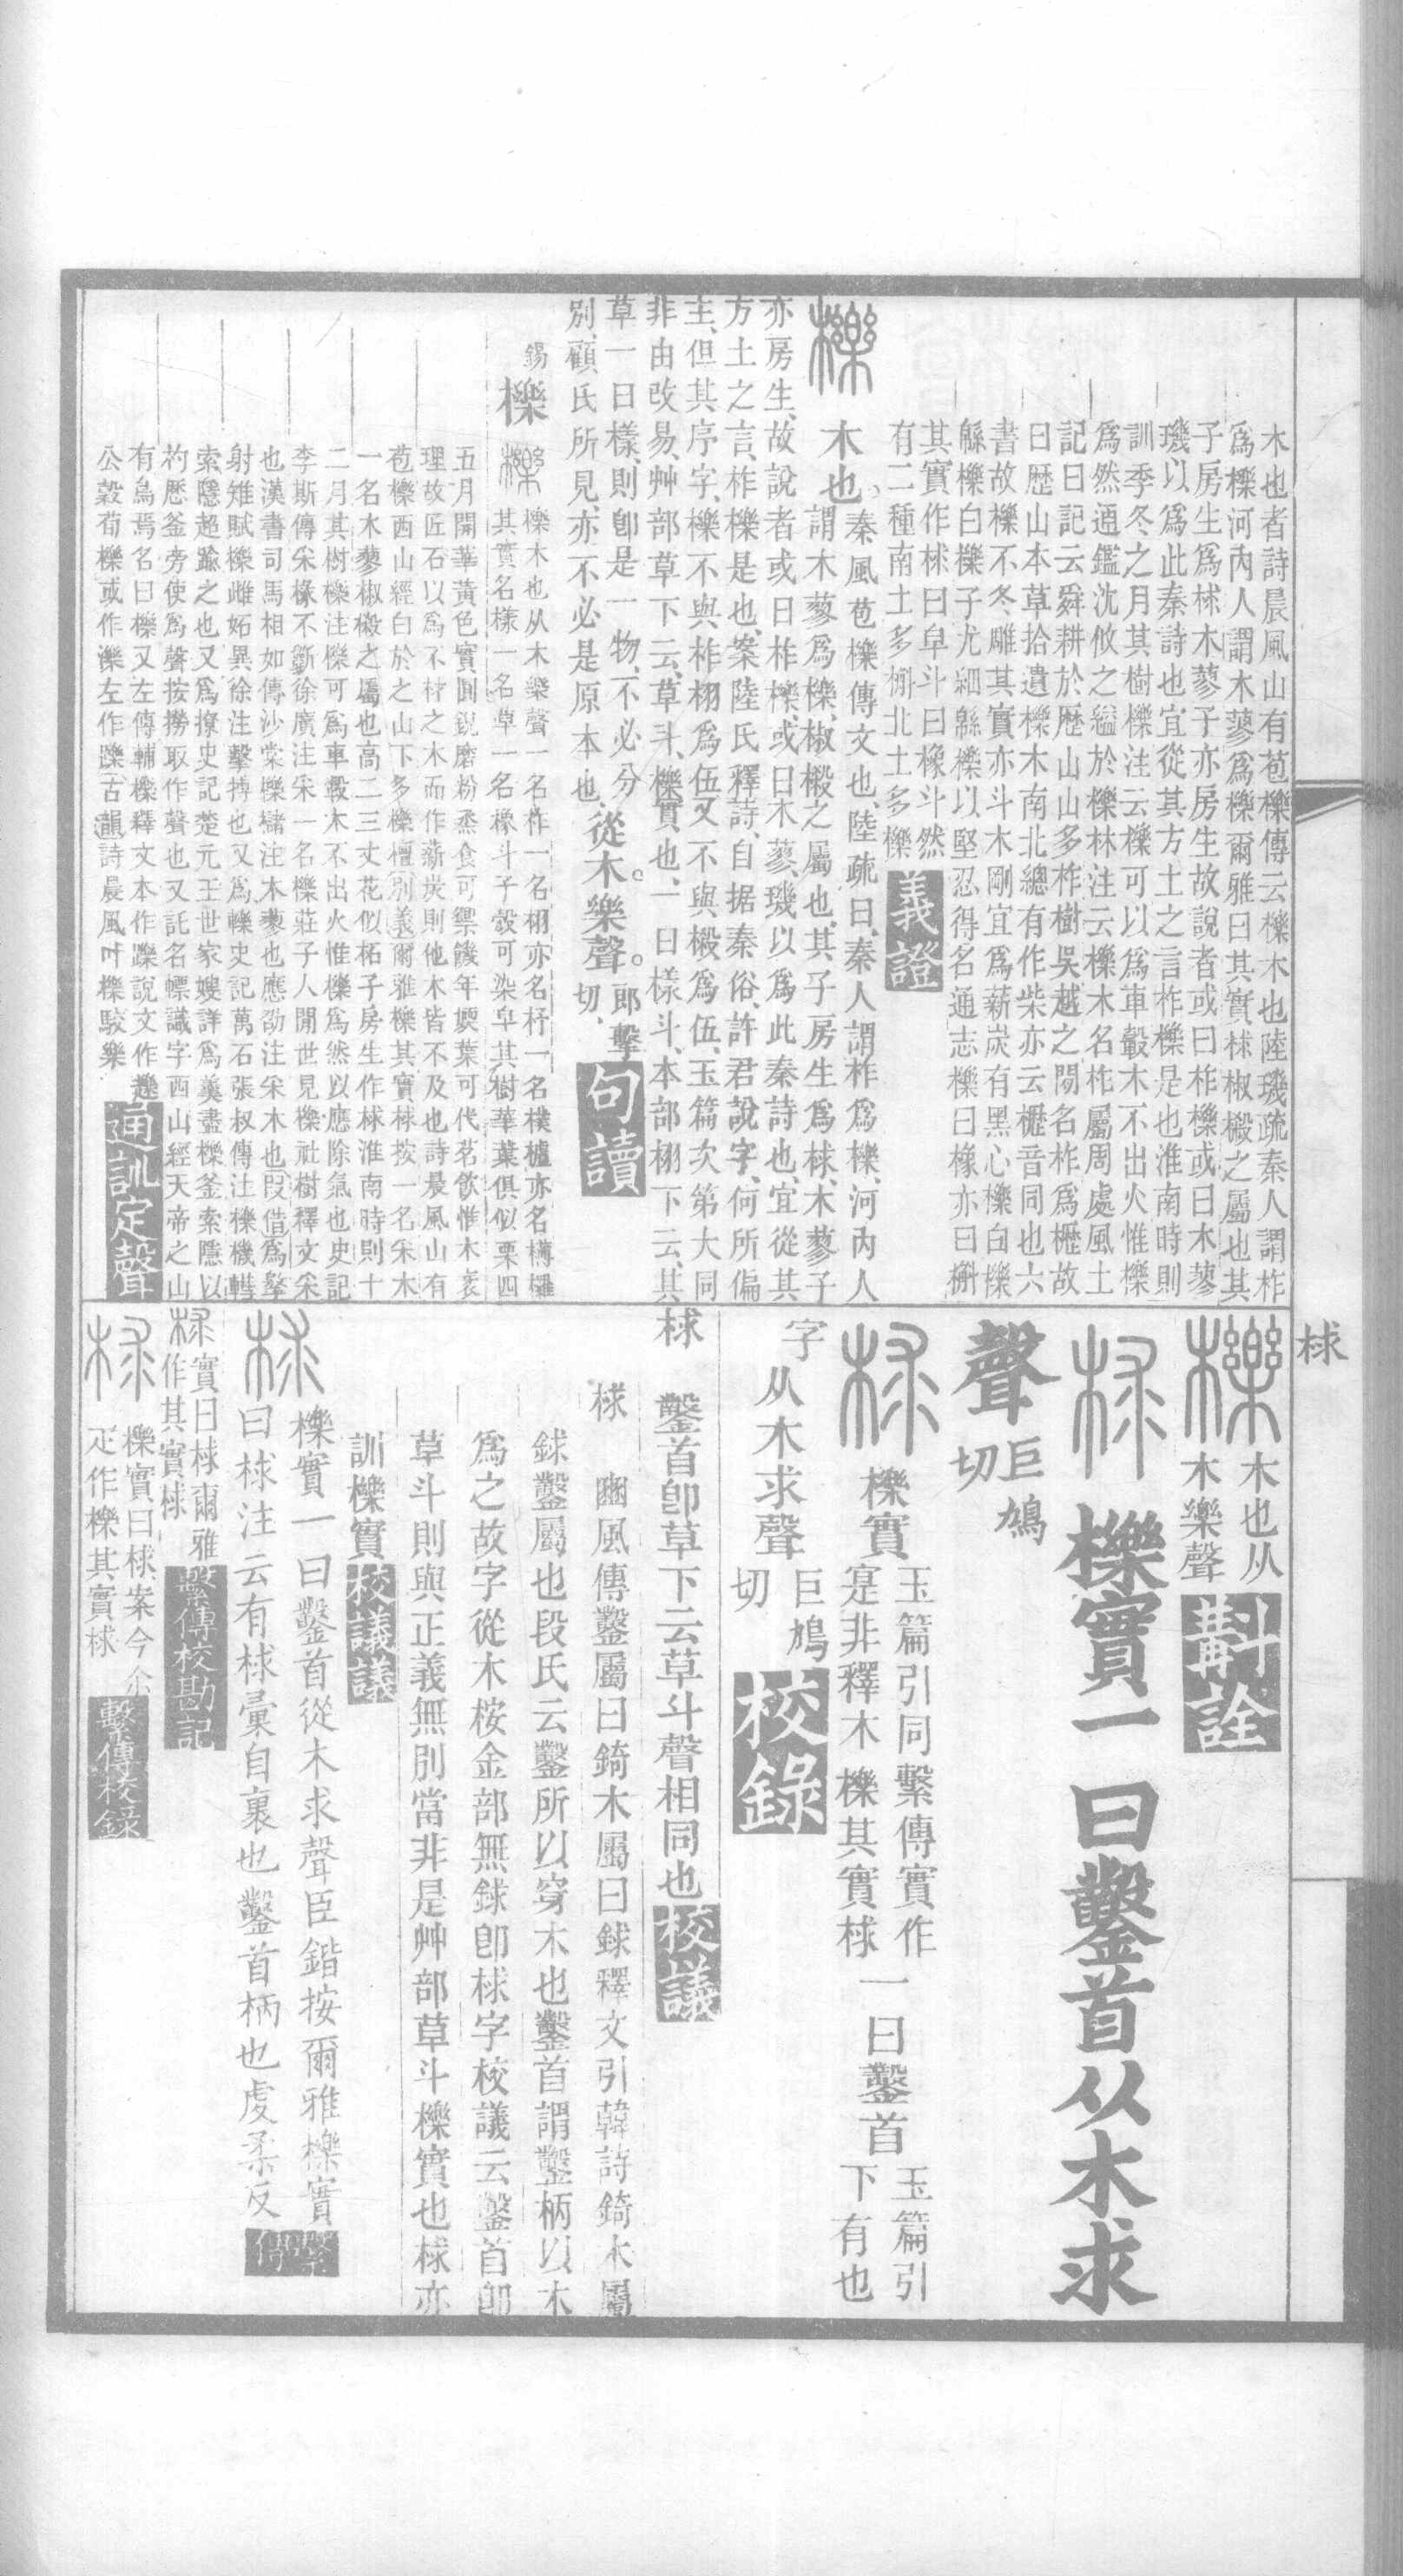 木也者詩晨風山有苞櫟傳云櫟木也陸璣疏秦人謂柞
爲櫟河內人謂木蓼爲櫟爾雅曰其實梂椒樧之屬也其
子房生爲梂木蓼子亦房生故說者或曰柞櫟或曰木蓼
璣以爲此秦詩也宜從其方土之言柞櫟是也淮南時則
訓季冬之月其樹櫟注云櫟可以爲車轂木不出火惟櫟
爲然通鑑沈攸之縊於櫟林注云櫟木名柞屬周處風土
記曰記云舜耕於歷山山多柞樹吳越之閒名柞爲櫪故
曰歷山本草拾遺櫟木南北總有作柴亦云櫪音同也六
書故櫟不冬雕其實亦斗木剛宜爲薪炭有黑心櫟白櫟
緜櫟白櫟子尤細緜櫟以堅忍得名通志櫟曰橡亦曰槲
其實作梂曰皁斗曰橡斗然
有二種南土多槲北土多櫟
義證
櫟
木也、秦風苞櫟傳文也、陸疏曰、秦人謂柞爲櫟、河內人
謂木蓼爲櫟、椒樧之屬也、其子房生爲梂、木蓼子
亦房生、故說者或曰柞櫟、或曰木蓼、璣以爲此秦詩也、宜從其
方土之言、柞櫟是也、案陸氏釋詩、自据秦俗、許君說字、何所偏
主、但其序字、櫟不與柞栩爲伍、又不與樧爲伍、玉篇次第大同
非由改易、艸部草下云、草斗、櫟實也、一曰樣斗、本部栩下云、其
草一曰樣、則卽是一物、不必分
別、顧氏所見、亦不必是原本也、從木樂聲。郎擊
切、
句讀
錫
櫟
櫟
櫟木也从木樂聲一名柞一名栩亦名杼一名樸樕亦名槲櫪
其實名樣一名草一名橡斗子殼可染皁其樹華葉俱似栗四
五月開華黃色實圓銳磨粉烝食可禦饑年嫩葉可代茗飮惟木
理故匠石以爲不材之木而作薪炭則他木皆不及也詩晨風山有
苞櫟西山經白於之山下多櫟檀別義爾雅櫟其實梂按一名宋木
一名木蓼椒樧之屬也高二三丈花似柘子房生作梂淮南時則十
二月其樹櫟注櫟可爲車轂木不出火惟櫟爲然以應除氣也史記
李斯傳采椽不斲徐廣注采一名櫟莊子人閒世見櫟社樹釋文采
也漢書司馬相如傳沙棠櫟櫧注木蓼也應劭注采木也叚借爲擊
射雉賦櫟雌妬異徐注擊搏也又爲轢史記萬石張叔傳注櫟機轊
索隱超踰之也又爲撩史記楚元王世家嫂詳爲羹盡櫟釜索隱以
杓歷釜旁使爲聲按撈取作聲也又託名幖識字西山經天帝之山
有鳥焉名曰櫟又左傳輔櫟釋文本作躒說文作趮
公穀荀櫟或作濼左作躒古韻詩晨風叶櫟駮樂
通訓定聲
梂
櫟
木也从
木樂聲
斠詮
梂
櫟實一曰鑿首从木求
聲
巨鳩
切
梂
櫟實
玉篇引同繫傳實作
寔非釋木櫟其實梂
一曰鑿首
玉篇引
下有也
字
从木求聲
巨鳩
切
校錄
梂
鑿首卽草下云草斗聲相同也
校議
梂
豳風傳鑿屬曰錡木屬曰銶釋文引韓詩錡木屬
銶鑿屬也段氏云鑿所以穿木也鑿首謂鑿柄以木
爲之故字從木桉金部無銶卽梂字校議云鑿首卽
草斗則與正義無別當非是艸部草斗櫟實也梂亦
訓櫟實
校議議
梂
櫟實一曰鑿首從木求聲臣鍇按爾雅櫟實
曰梂注云有梂彙自裹也鑿首柄也虔柔反
繫傳
梂
實曰梂爾雅
作其實梂
繫傳校勘記
梂
櫟實曰梂案今尒
疋作櫟其實梂
繫傳校錄